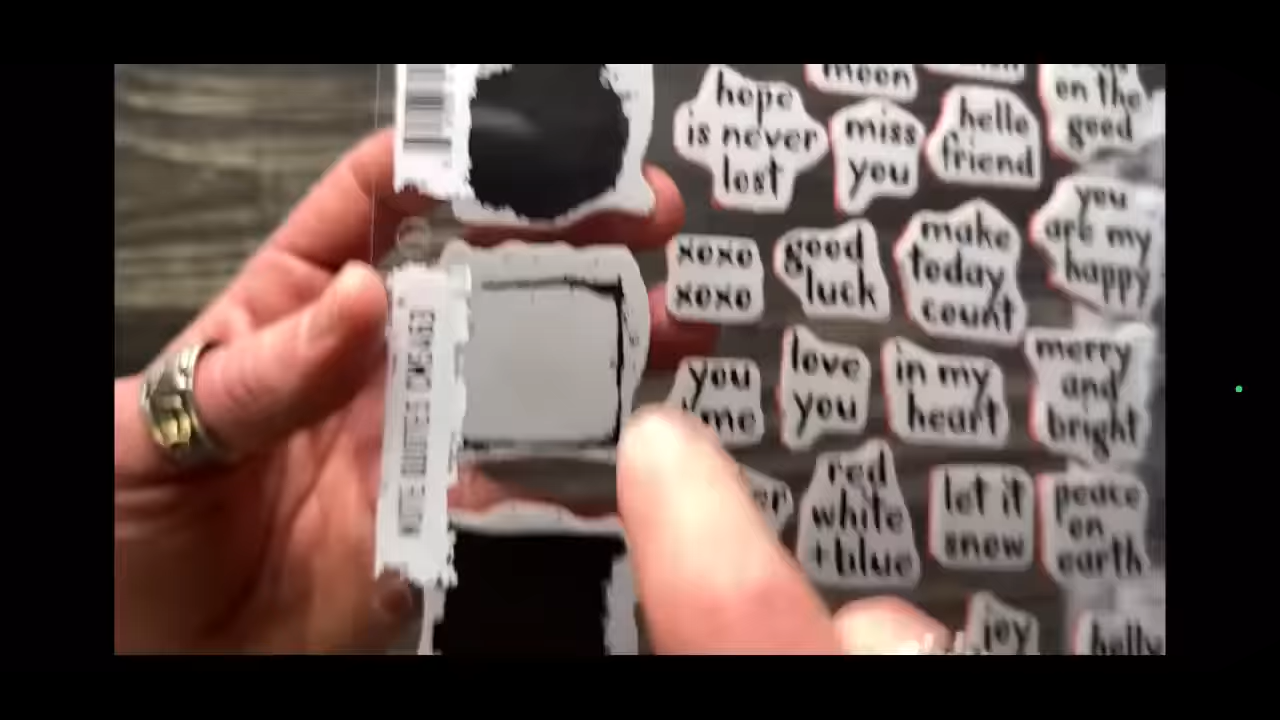 moon
on the
good
hope
is never
lost
miss
you
hello
friend
you
are my
happy
xoxo
xoxo
good
luck
make
today
count
you
me
love
you
in my
heart
merry
and
bright
red
white
+blue
let it
snow
peace
on
earth
joy
holly